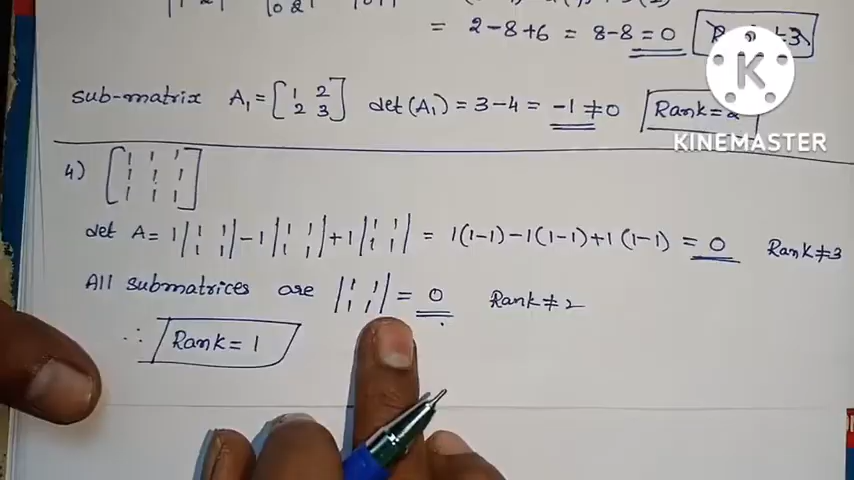 = 2-8+6 = 8-8 = 0
sub-matrix A₁ = [1 2 2 3] det(A₁) = 3-4 = -1 ≠ 0 Rank=2
KINEMASTER
4) [1 1 1 1 1 1 1 1 1]
det A = 1|1 1 1 1| -1|1 1 1 1| +1|1 1 1 1| = 1(1-1)-1(1-1)+1(1-1) = 0 Rank≠3
All submatrices are |1 1 1 1| = 0 Rank≠2
∴ Rank = 1